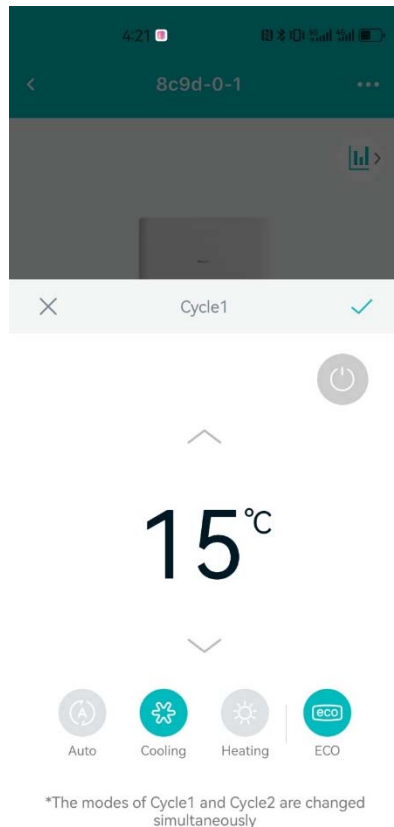 4:21
8c9d-0-1
Cycle1
15°C
Auto Cooling Heating ECO
*The modes of Cycle1 and Cycle2 are changed
simultaneously